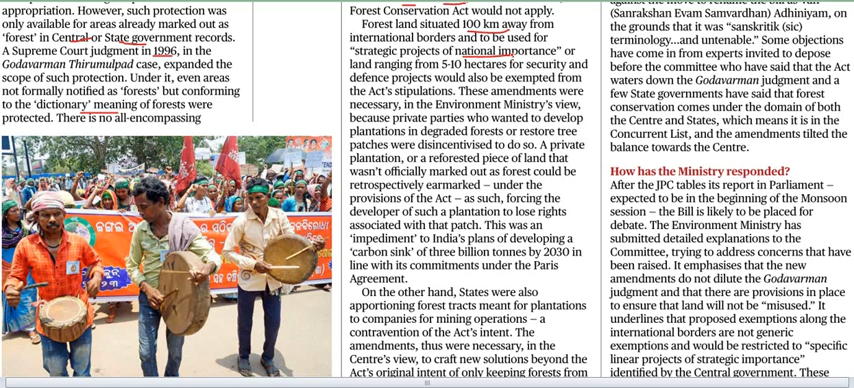 appropriation. However, such protection was
only available for areas already marked out as
‘forest’ in Central or State government records.
A Supreme Court judgment in 1996, in the
Godavarman Thirumulpad case, expanded the
scope of such protection. Under it, even areas
not formally notified as ‘forests’ but conforming
to the ‘dictionary’ meaning of forests were
protected. There is no all-encompassing
ଜଙ୍ଗଲ
Forest Conservation Act would not apply.
Forest land situated 100 km away from
international borders and to be used for
“strategic projects of national importance” or
land ranging from 5-10 hectares for security and
defence projects would also be exempted from
the Act’s stipulations. These amendments were
necessary, in the Environment Ministry’s view,
because private parties who wanted to develop
plantations in degraded forests or restore tree
patches were disincentivised to do so. A private
plantation, or a reforested piece of land that
wasn’t officially marked out as forest could be
retrospectively earmarked – under the
provisions of the Act – as such, forcing the
developer of such a plantation to lose rights
associated with that patch. This was an
‘impediment’ to India’s plans of developing a
‘carbon sink’ of three billion tonnes by 2030 in
line with its commitments under the Paris
Agreement.
On the other hand, States were also
apportioning forest tracts meant for plantations
to companies for mining operations – a
contravention of the Act’s intent. The
amendments, thus were necessary, in the
Centre’s view, to craft new solutions beyond the
Act’s original intent of only keeping forests from
(Sanrakshan Evam Samvardhan) Adhiniyam, on
the grounds that it was “sanskritik (sic)
terminology...and untenable.” Some objections
have come in from experts invited to depose
before the committee who have said that the Act
waters down the Godavarman judgment and a
few State governments have said that forest
conservation comes under the domain of both
the Centre and States, which means it is in the
Concurrent List, and the amendments tilted the
balance towards the Centre.
How has the Ministry responded?
After the JPC tables its report in Parliament –
expected to be in the beginning of the Monsoon
session – the Bill is likely to be placed for
debate. The Environment Ministry has
submitted detailed explanations to the
Committee, trying to address concerns that have
been raised. It emphasises that the new
amendments do not dilute the Godavarman
judgment and that there are provisions in place
to ensure that land will not be “misused.” It
underlines that proposed exemptions along the
international borders are not generic
exemptions and would be restricted to “specific
linear projects of strategic importance”
identified by the Central government. These